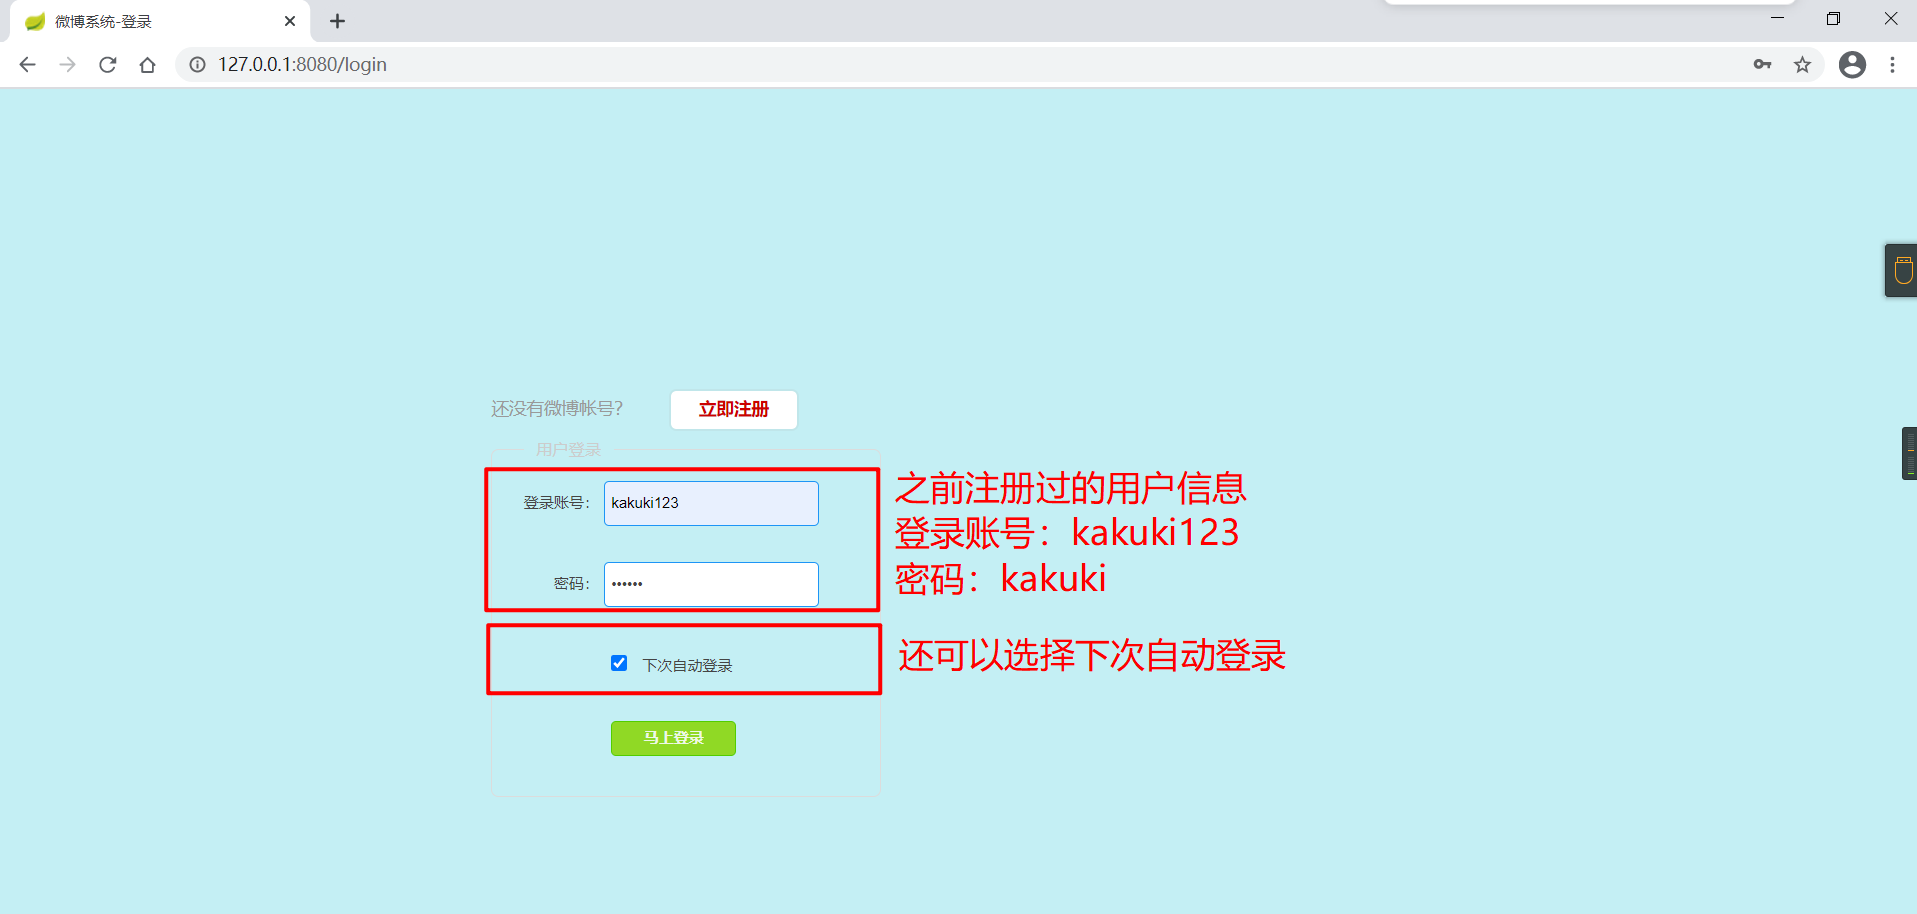 微博系统-登录
127.0.0.1:8080/login
还没有微博帐号?
立即注册
用户登录
登录账号：
kakuki123
密码：
••••••
下次自动登录
马上登录
之前注册过的用户信息
登录账号：kakuki123
密码：kakuki
还可以选择下次自动登录